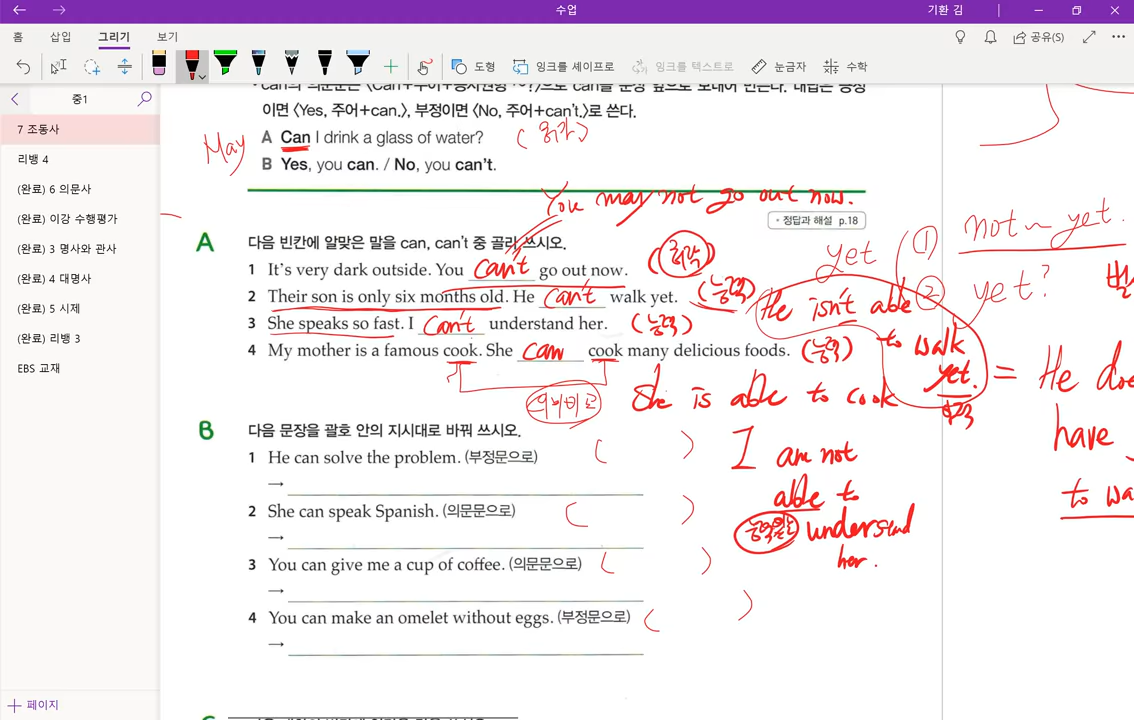 수업
기환 김
홈 삽입 그리기 보기
공유(S)
도형
잉크를 셰이프로
잉크를 텍스트로
눈금자
수학
중1
7 조동사
리뱅 4
(완료) 6 의문사
(완료) 이강 수행평가
(완료) 3 명사와 관사
(완료) 4 대명사
(완료) 5 시제
(완료) 리뱅 3
EBS 교재
페이지
이면 〈Yes, 주어+can.〉, 부정이면 〈No, 주어+can't.〉로 쓴다.
May A Can I drink a glass of water? (허락)
B Yes, you can. / No, you can't.
You may not go out now.
정답과 해설 p.18
A 다음 빈칸에 알맞은 말을 can, can't 중 골라 쓰시오.
1 It's very dark outside. You can't go out now. (허락)
2 Their son is only six months old. He can't walk yet. (능력)
3 She speaks so fast. I can't understand her. (능력)
4 My mother is a famous cook. She can cook many delicious foods. (능력)
yet
① not ~ yet.
② yet?
He isn't able
to walk
yet.
She is able to cook
= He doe
have
to wa
B 다음 문장을 괄호 안의 지시대로 바꿔 쓰시오.
1 He can solve the problem. (부정문으로) ( )
→
2 She can speak Spanish. (의문문으로) ( )
→
3 You can give me a cup of coffee. (의문문으로) ( )
→
4 You can make an omelet without eggs. (부정문으로) ( )
→
I am not
able to
understand
her.